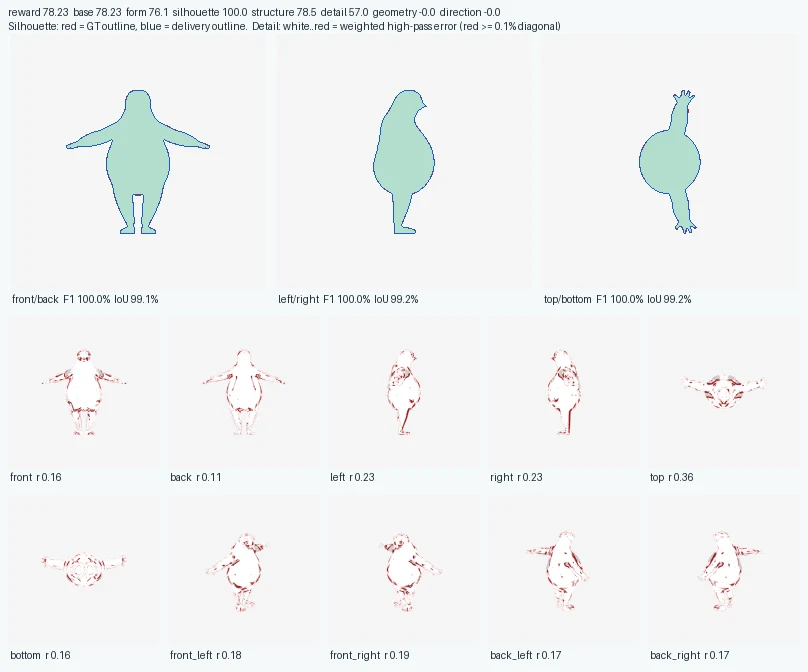 reward 78.23 base 78.23 form 76.1 silhouette 100.0 structure 78.5 detail 57.0 geometry -0.0 direction -0.0
Silhouette: red = GT outline, blue = delivery outline. Detail: white..red = weighted high-pass error (red >= 0.1% diagonal)
front/back F1 100.0% IoU 99.1%
left/right F1 100.0% IoU 99.2%
top/bottom F1 100.0% IoU 99.2%
front r 0.16
back r 0.11
left r 0.23
right r 0.23
top r 0.36
bottom r 0.16
front_left r 0.18
front_right r 0.19
back_left r 0.17
back_right r 0.17